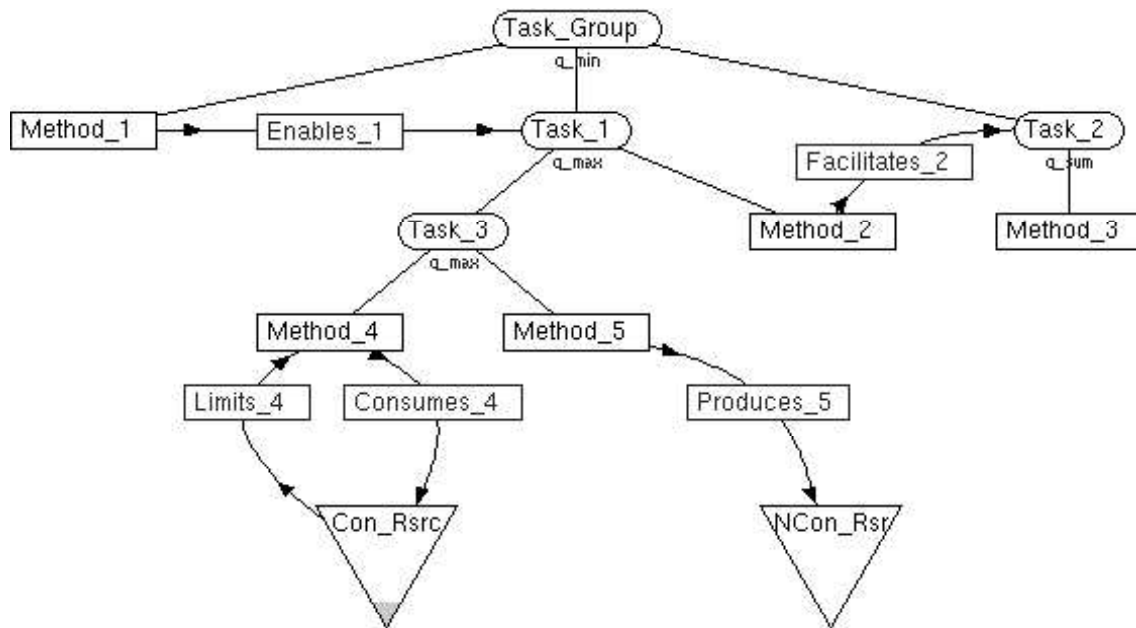 Task_Group
q_min
Method_1
Enables_1
Task_1
q_max
Facilitates_2
Task_2
q_sum
Task_3
q_max
Method_2
Method_3
Method_4
Method_5
Limits_4
Consumes_4
Produces_5
Con_Rsrc
NCon_Rsr